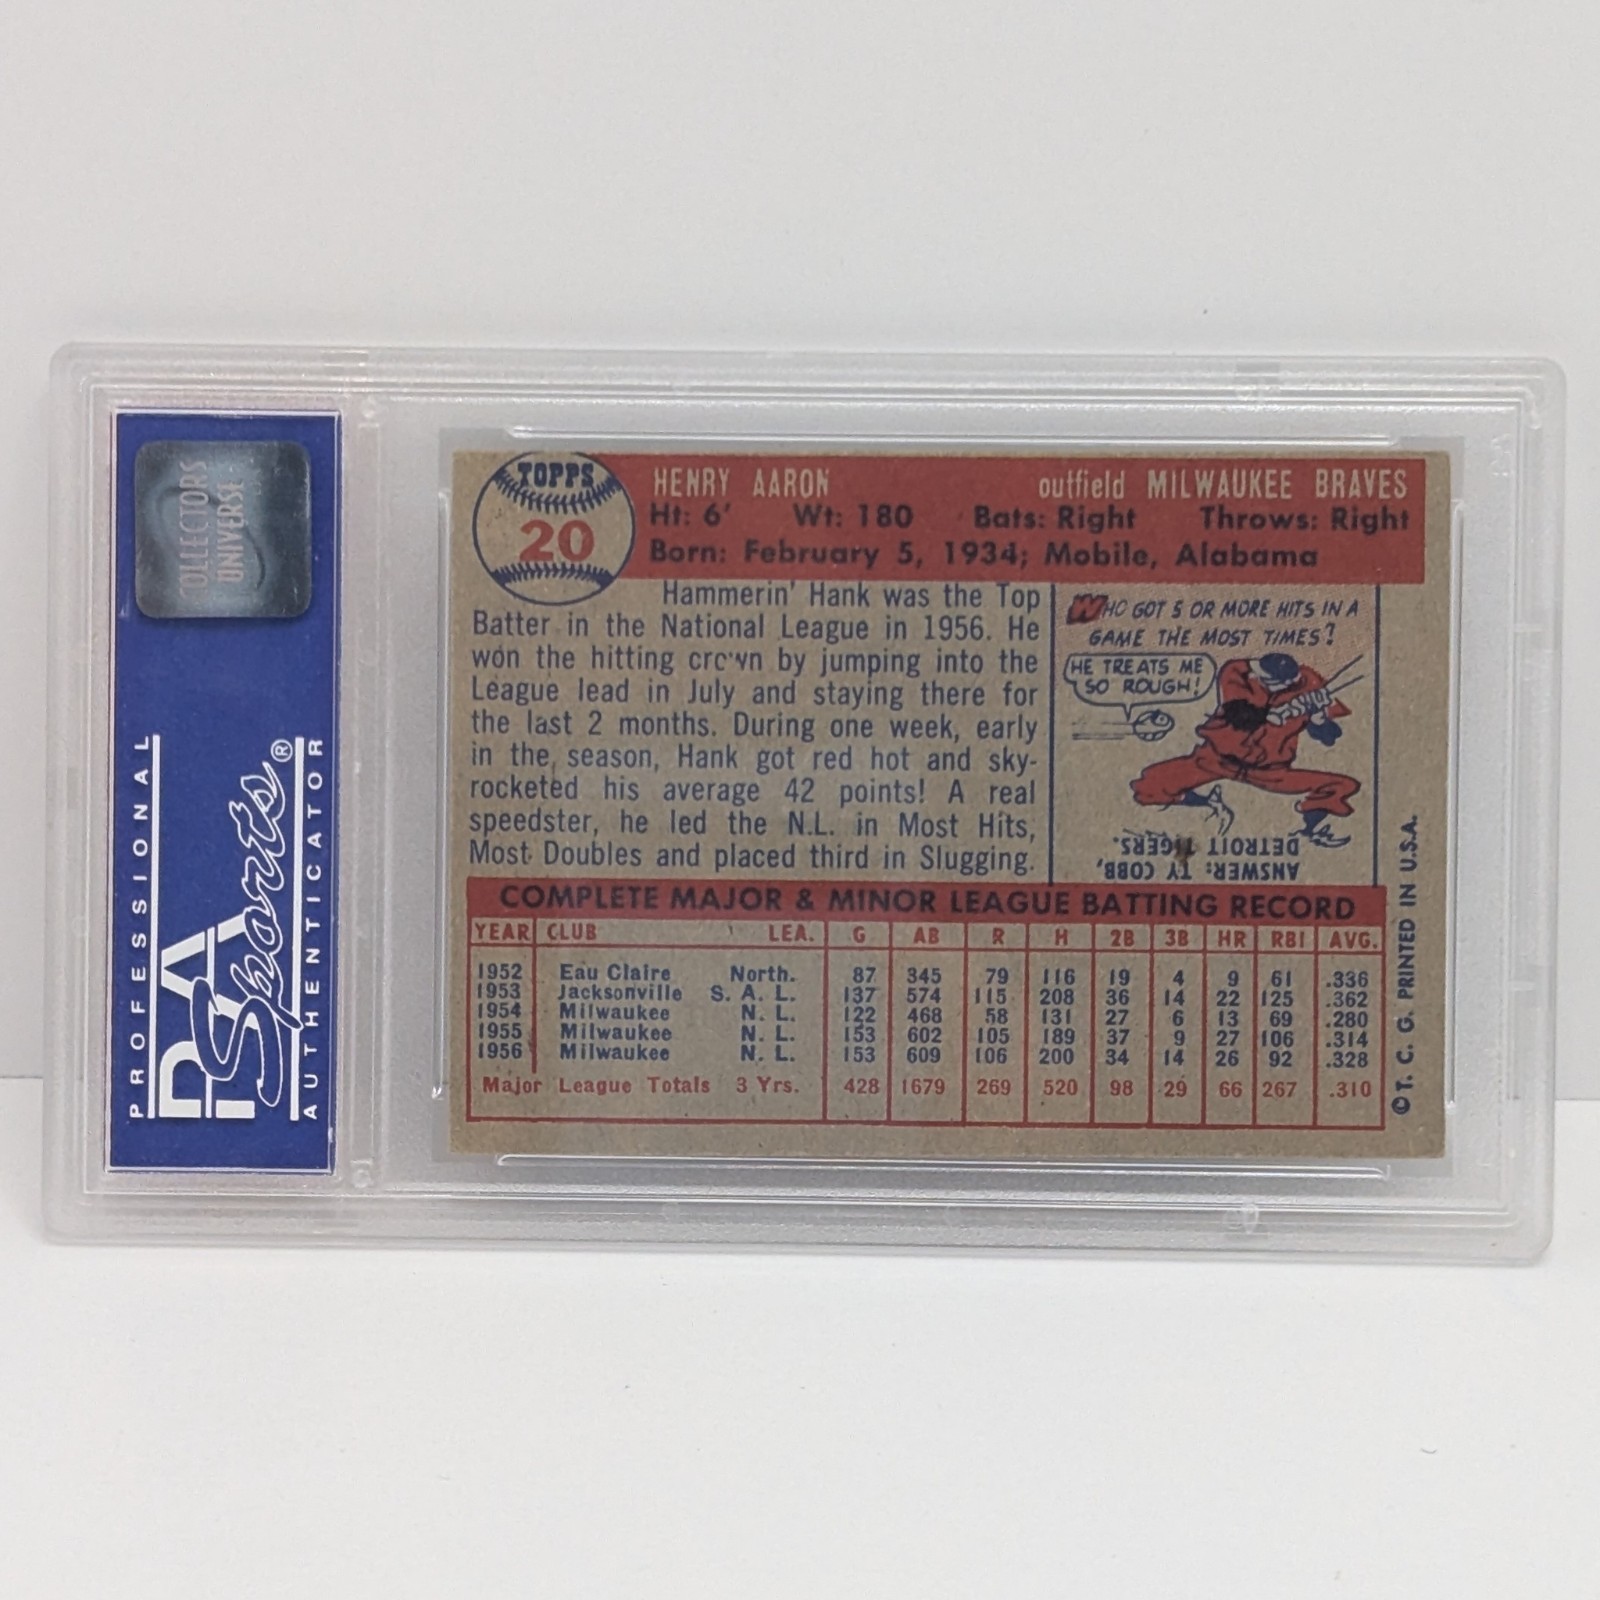 COLLECTORS
UNIVERSE
PROFESSIONAL
PSA
Sports®
AUTHENTICATOR
TOPPS
20
HENRY AARON outfield MILWAUKEE BRAVES
Ht: 6' Wt: 180 Bats: Right Throws: Right
Born: February 5, 1934; Mobile, Alabama
Hammerin' Hank was the Top
Batter in the National League in 1956. He
won the hitting crown by jumping into the
League lead in July and staying there for
the last 2 months. During one week, early
in the season, Hank got red hot and sky-
rocketed his average 42 points! A real
speedster, he led the N.L. in Most Hits,
Most Doubles and placed third in Slugging.
WHO GOT 5 OR MORE HITS IN A
GAME THE MOST TIMES?
HE TREATS ME
SO ROUGH!
ANSWER: TY COBB,
DETROIT TIGERS.
COMPLETE MAJOR & MINOR LEAGUE BATTING RECORD
YEAR CLUB LEA. G AB R H 2B 3B HR RBI AVG.
1952 Eau Claire North. 87 345 79 116 19 4 9 61 .336
1953 Jacksonville S. A. L. 137 574 115 208 36 14 22 125 .362
1954 Milwaukee N. L. 122 468 58 131 27 6 13 69 .280
1955 Milwaukee N. L. 153 602 105 189 37 9 27 106 .314
1956 Milwaukee N. L. 153 609 106 200 34 14 26 92 .328
Major League Totals 3 Yrs. 428 1679 269 520 98 29 66 267 .310
© T. C. G. PRINTED IN U.S.A.